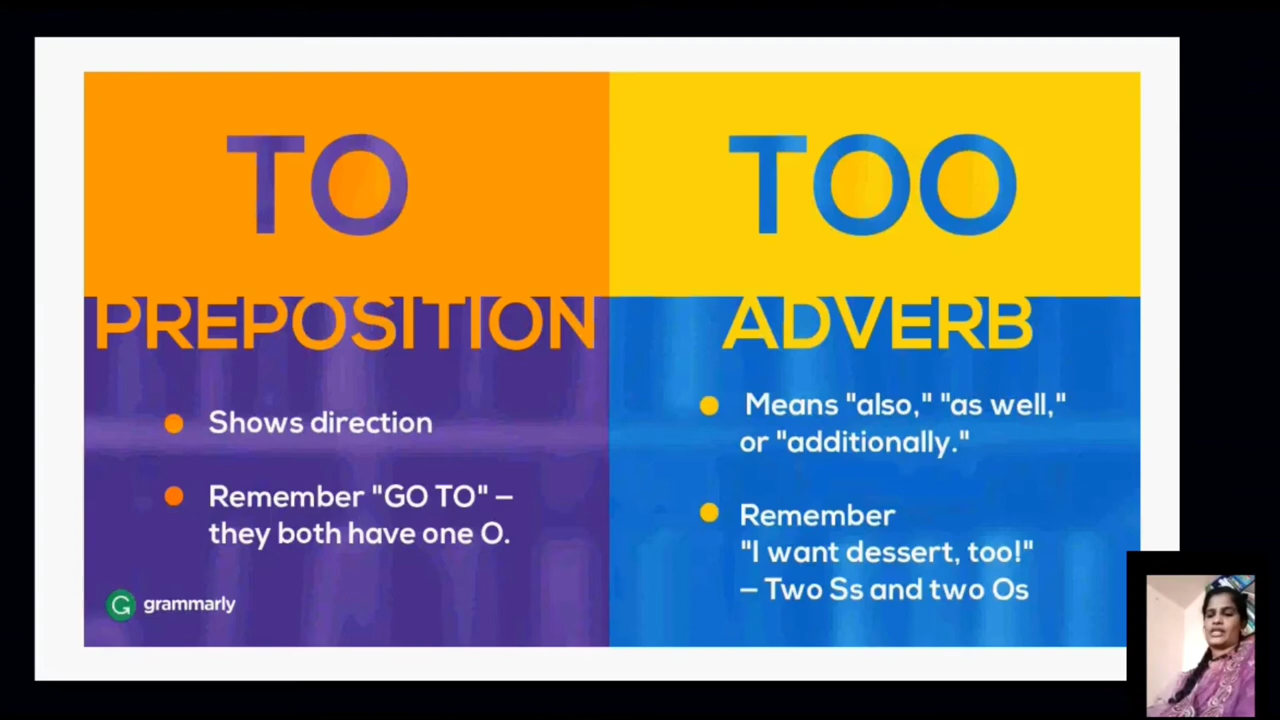 TO
PREPOSITION
Shows direction
Remember "GO TO" –
they both have one O.
grammarly
TOO
ADVERB
Means "also," "as well,"
or "additionally."
Remember
"I want dessert, too!"
– Two Ss and two Os